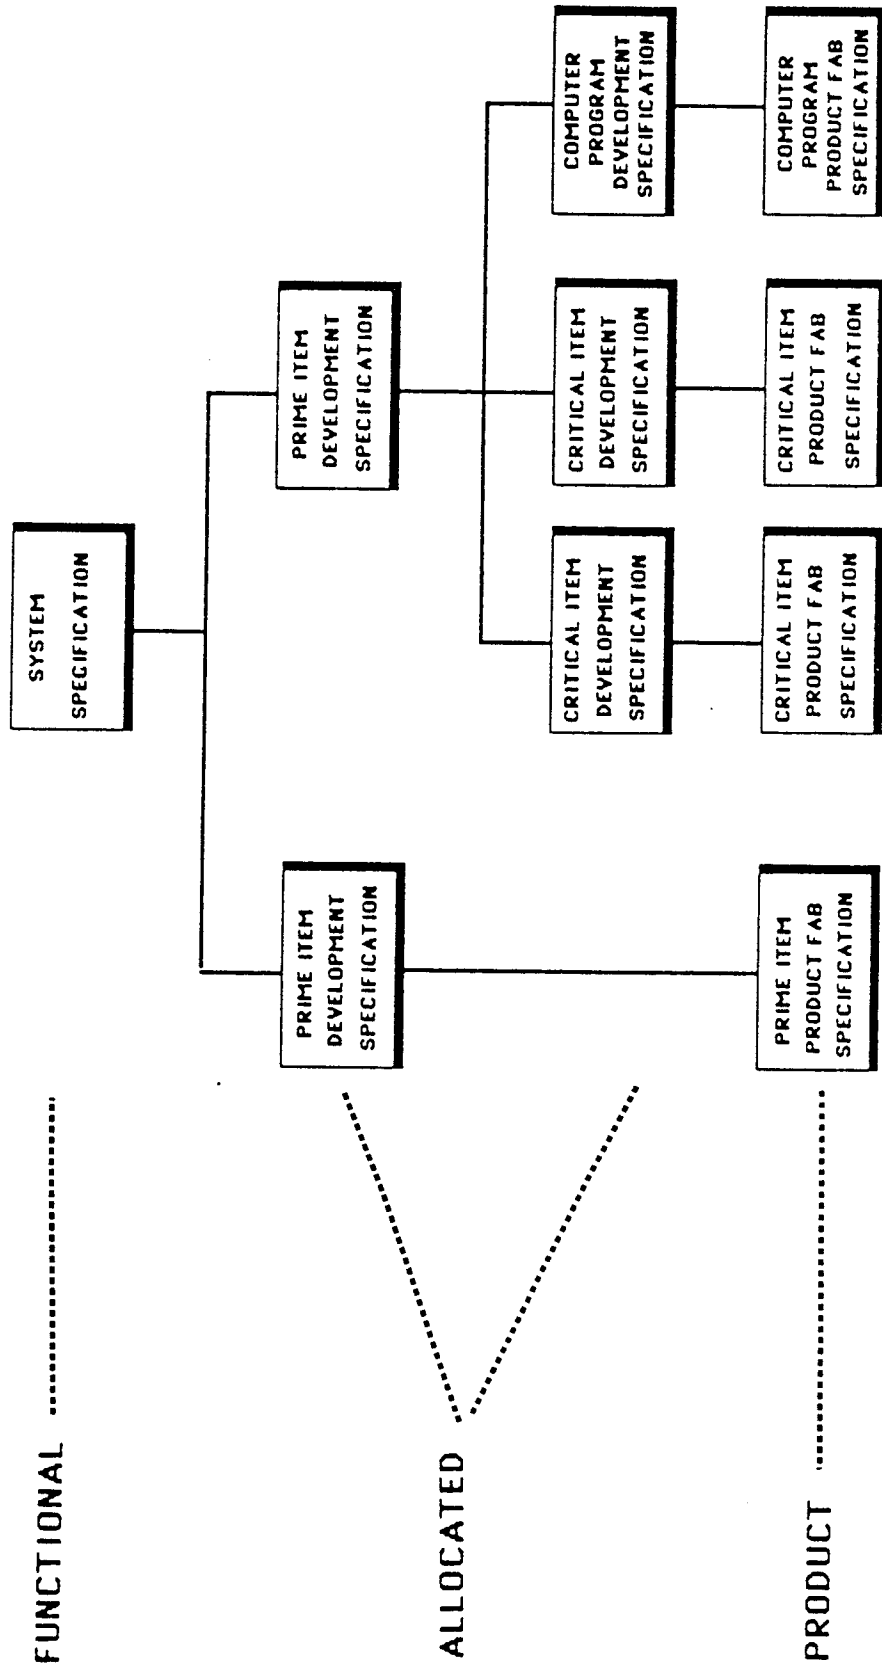 FUNCTIONAL
SYSTEM
SPECIFICATION
ALLOCATED
PRIME ITEM
DEVELOPMENT
SPECIFICATION
PRIME ITEM
DEVELOPMENT
SPECIFICATION
CRITICAL ITEM
DEVELOPMENT
SPECIFICATION
CRITICAL ITEM
DEVELOPMENT
SPECIFICATION
COMPUTER
PROGRAM
DEVELOPMENT
SPECIFICATION
PRODUCT
PRIME ITEM
PRODUCT FAB
SPECIFICATION
CRITICAL ITEM
PRODUCT FAB
SPECIFICATION
CRITICAL ITEM
PRODUCT FAB
SPECIFICATION
COMPUTER
PROGRAM
PRODUCT FAB
SPECIFICATION